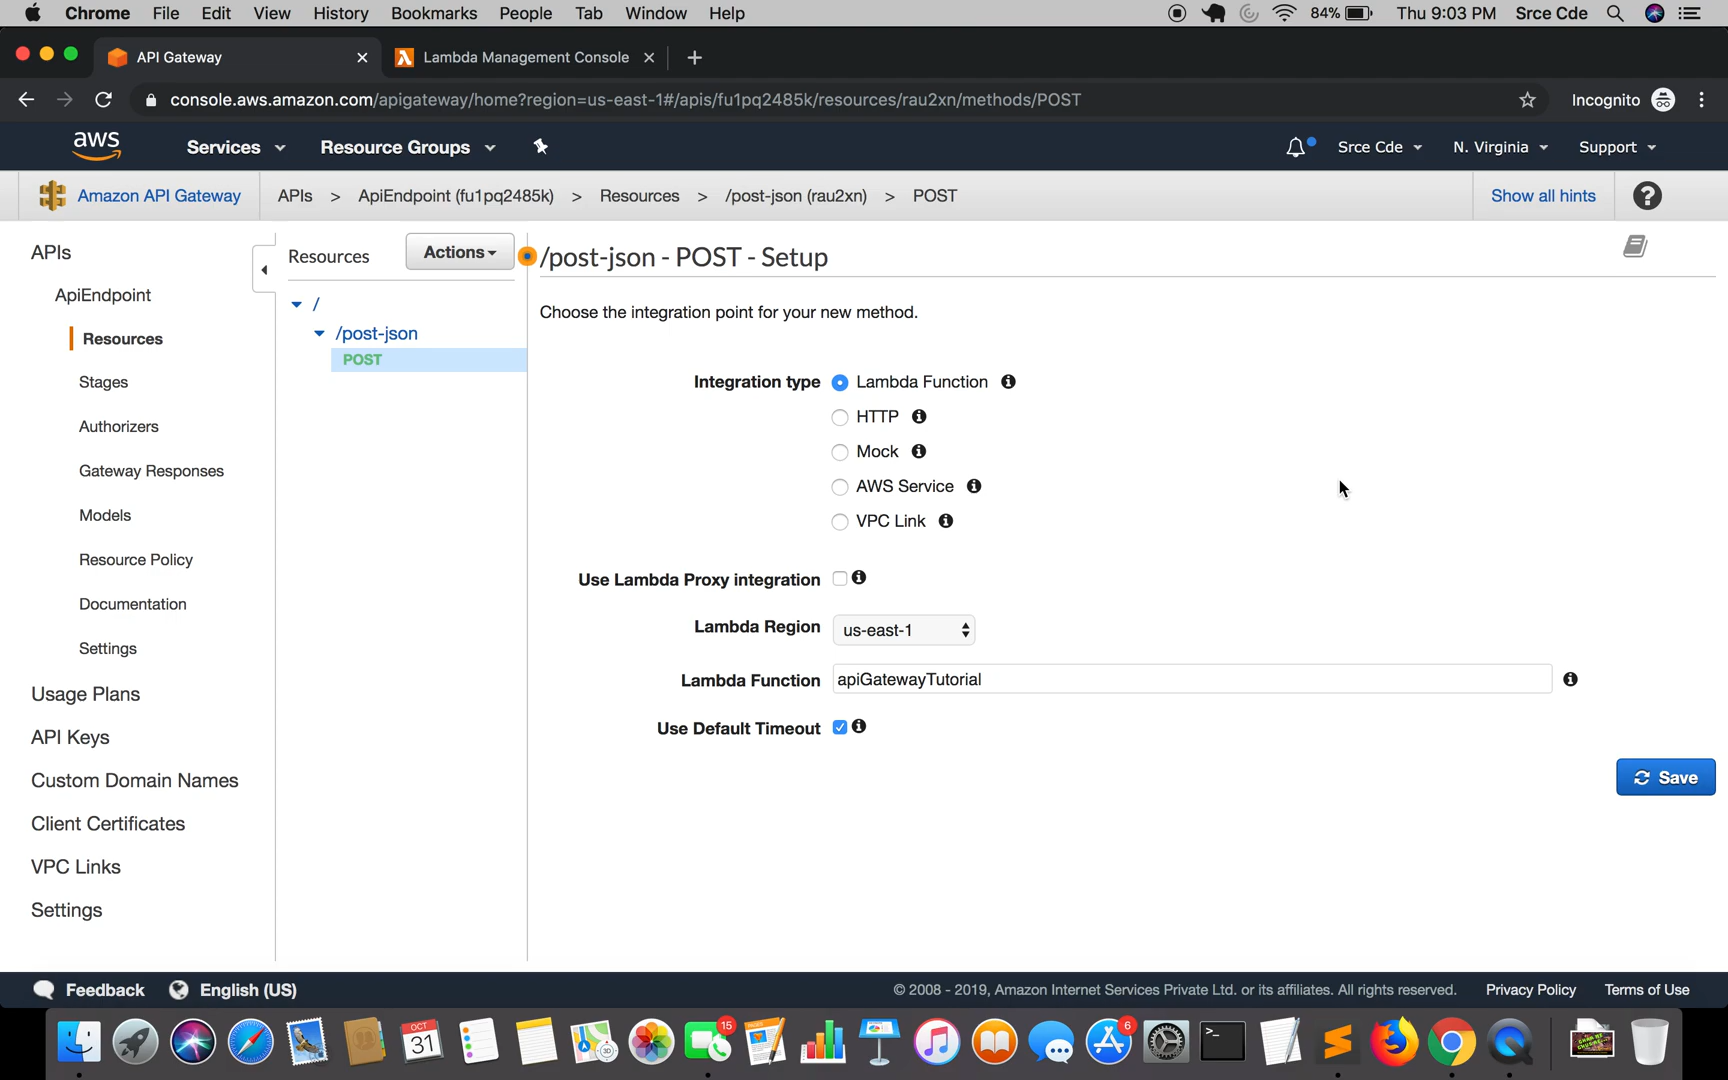 Chrome File Edit View History Bookmarks People Tab Window Help 84% Thu 9:03 PM Srce Cde
API Gateway Lambda Management Console
console.aws.amazon.com/apigateway/home?region=us-east-1#/apis/fu1pq2485k/resources/rau2xn/methods/POST Incognito
aws Services Resource Groups Srce Cde N. Virginia Support
Amazon API Gateway APIs > ApiEndpoint (fu1pq2485k) > Resources > /post-json (rau2xn) > POST Show all hints ?
APIs
ApiEndpoint
Resources
Stages
Authorizers
Gateway Responses
Models
Resource Policy
Documentation
Settings
Usage Plans
API Keys
Custom Domain Names
Client Certificates
VPC Links
Settings
Resources Actions
/
/post-json
POST
/post-json - POST - Setup
Choose the integration point for your new method.
Integration type Lambda Function
HTTP
Mock
AWS Service
VPC Link
Use Lambda Proxy integration
Lambda Region us-east-1
Lambda Function apiGatewayTutorial
Use Default Timeout
Save
Feedback English (US) © 2008 - 2019, Amazon Internet Services Private Ltd. or its affiliates. All rights reserved. Privacy Policy Terms of Use
OCT
31
3D
15
6